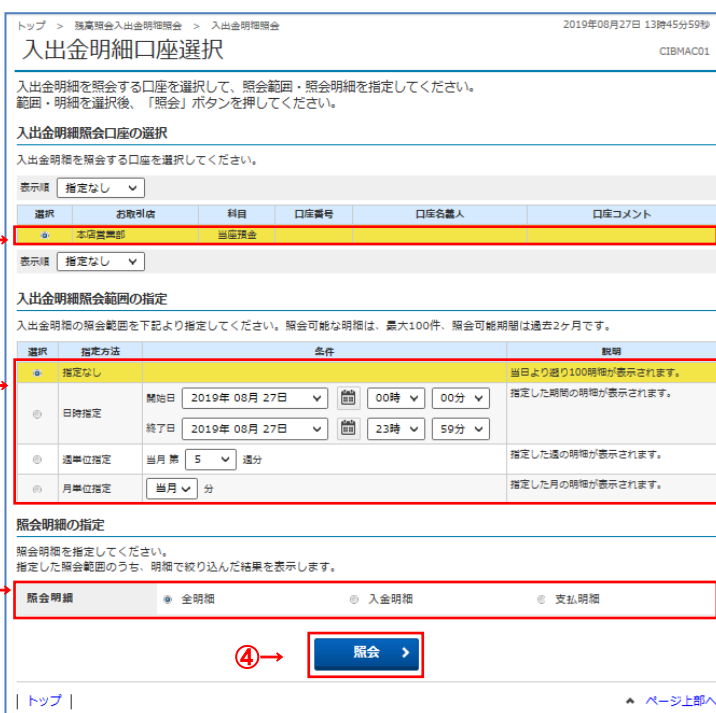 トップ > 残高照会入出金明細照会 > 入出金明細照会
2019年08月27日 13時45分59秒
入出金明細口座選択
CIBMAC01
入出金明細を照会する口座を選択して、照会範囲・照会明細を指定してください。
範囲・明細を選択後、「照会」ボタンを押してください。
入出金明細照会口座の選択
入出金明細を照会する口座を選択してください。
表示順 指定なし
選択 お取引店 科目 口座番号 口座名義人 口座コメント
本店営業部 当座預金
表示順 指定なし
入出金明細照会範囲の指定
入出金明細の照会範囲を下記より指定してください。照会可能な明細は、最大100件、照会可能期間は過去2ヶ月です。
選択 指定方法 条件 説明
指定なし 当日より遡り100明細が表示されます。
日時指定 開始日 2019年 08月 27日 00時 00分 指定した期間の明細が表示されます。
終了日 2019年 08月 27日 23時 59分
週単位指定 当月 第 5 週分 指定した週の明細が表示されます。
月単位指定 当月 分 指定した月の明細が表示されます。
照会明細の指定
照会明細を指定してください。
指定した照会範囲のうち、明細で絞り込んだ結果を表示します。
照会明細 全明細 入金明細 支払明細
④→ 照会 >
| トップ | ページ上部へ